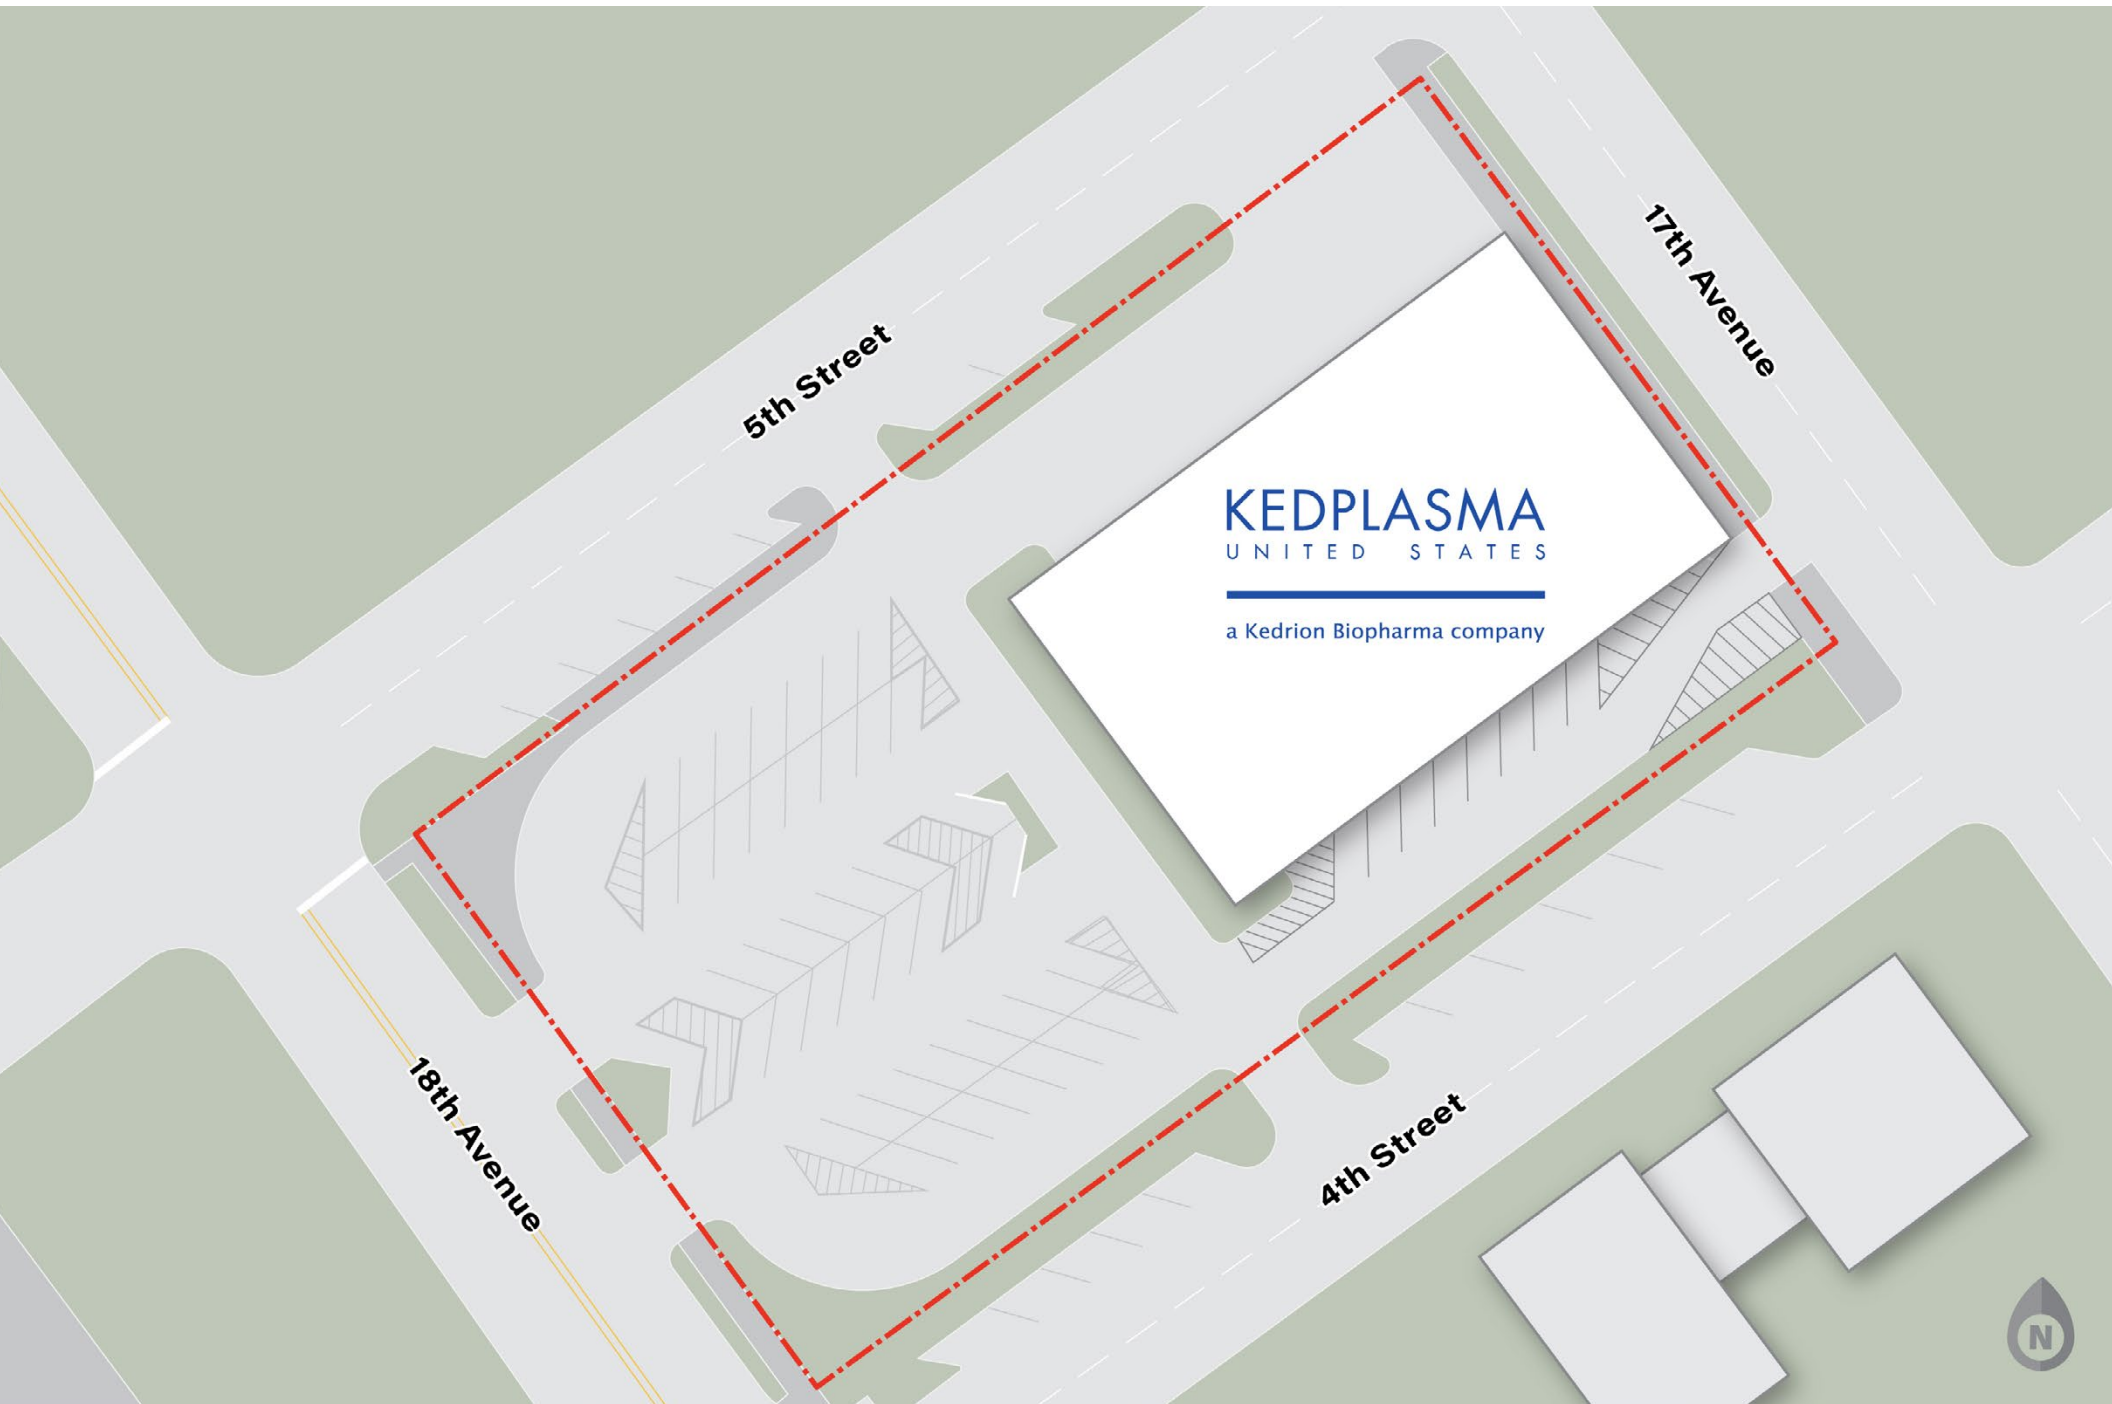 17th Avenue
5th Street
KEDPLASMA
UNITED STATES
a Kedrion Biopharma company
18th Avenue
4th Street
N